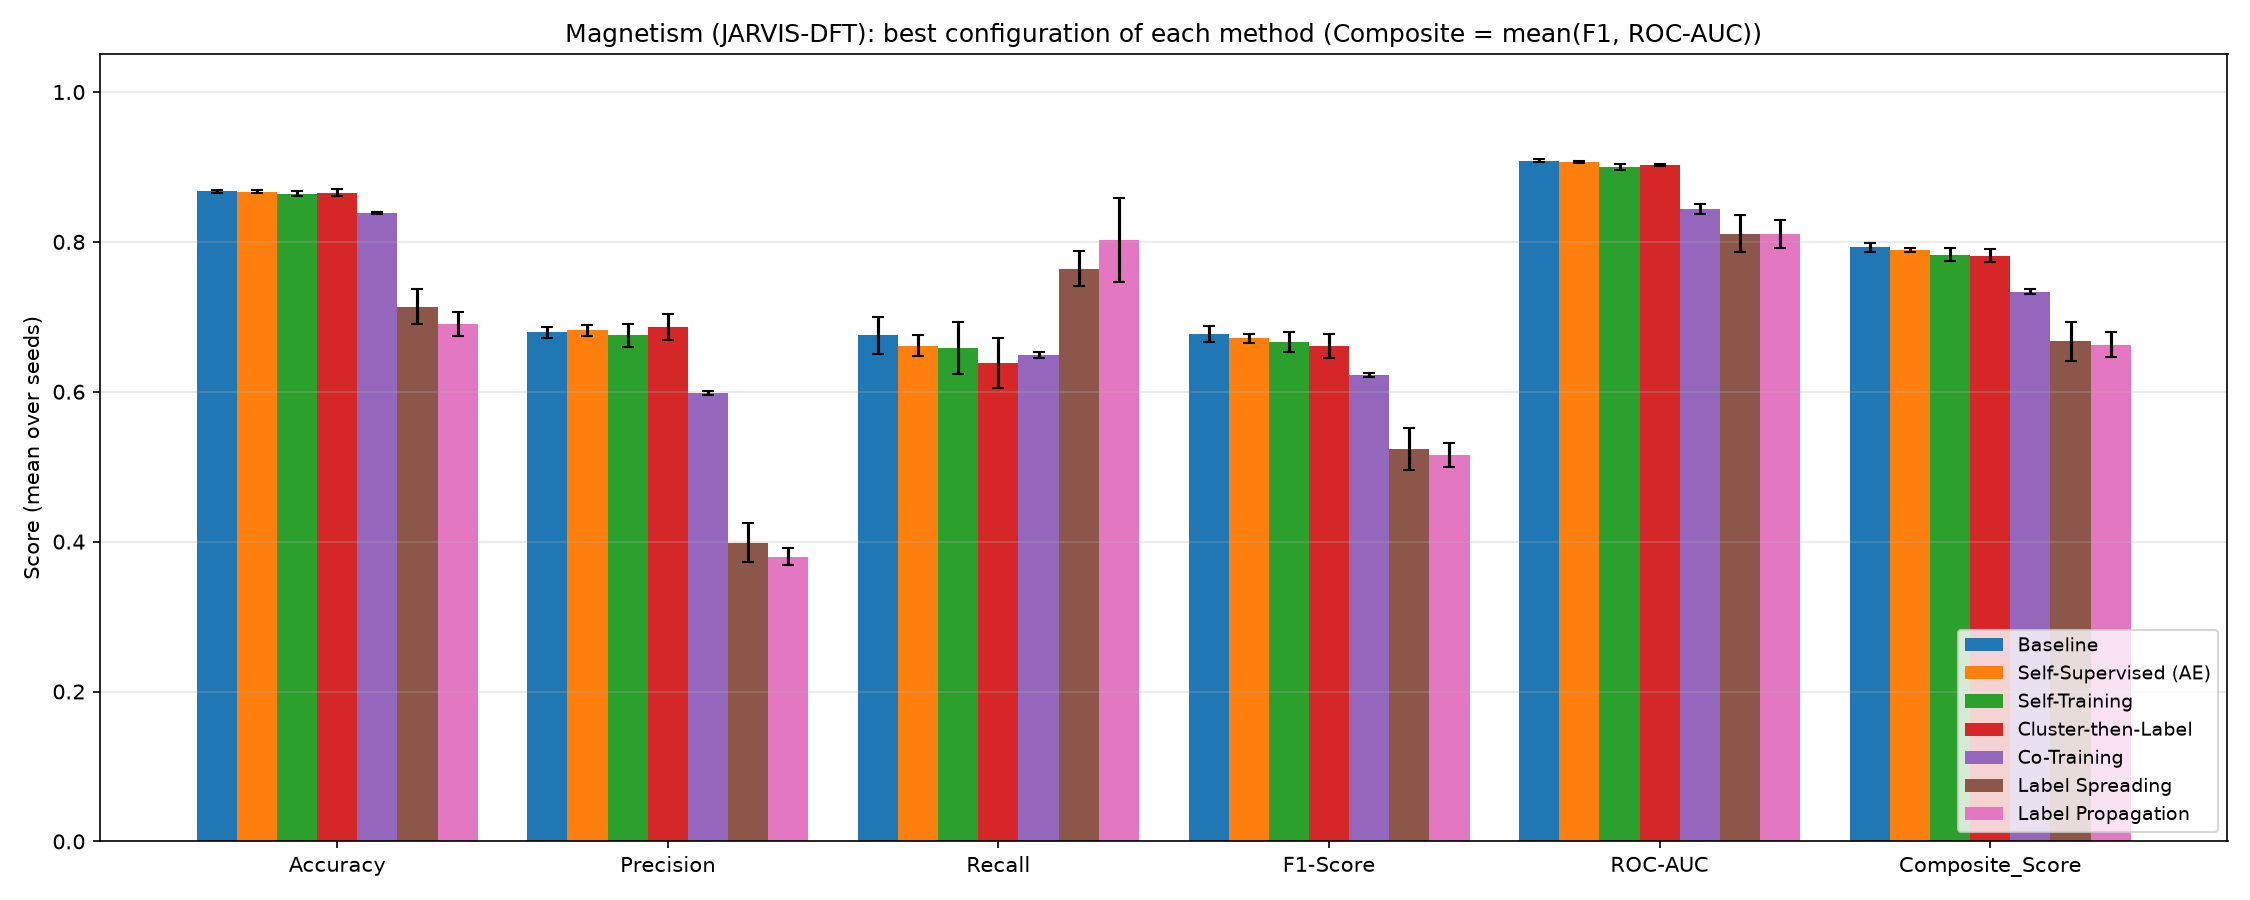 Magnetism (JARVIS-DFT): best configuration of each method (Composite = mean(F1, ROC-AUC))
Score (mean over seeds)
1.0
0.8
0.6
0.4
0.2
0.0
Accuracy
Precision
Recall
F1-Score
ROC-AUC
Composite_Score
Baseline
Self-Supervised (AE)
Self-Training
Cluster-then-Label
Co-Training
Label Spreading
Label Propagation